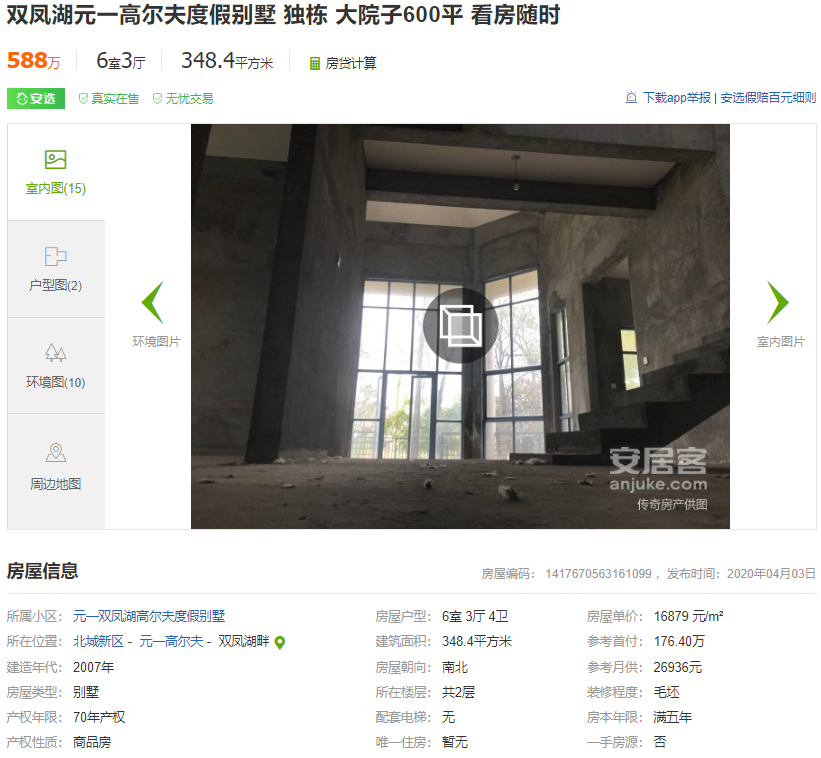 双凤湖元一高尔夫度假别墅 独栋 大院子600平 看房随时
588万 6室3厅 348.4平方米 房贷计算
安选 真实在售 无忧交易 下载app举报 | 安选假赔百元细则
室内图(15)
户型图(2)
环境图(10)
周边地图
环境图片
室内图片
安居客
anjuke.com
传奇房产供图
房屋信息 房屋编码： 1417670563161099 ，发布时间：2020年04月03日
所属小区： 元一双凤湖高尔夫度假别墅 房屋户型： 6室 3厅 4卫 房屋单价： 16879 元/m²
所在位置： 北城新区 - 元一高尔夫 - 双凤湖畔 建筑面积： 348.4平方米 参考首付： 176.40万
建造年代： 2007年 房屋朝向： 南北 参考月供： 26936元
房屋类型： 别墅 所在楼层： 共2层 装修程度： 毛坯
产权年限： 70年产权 配套电梯： 无 房本年限： 满五年
产权性质： 商品房 唯一住房： 暂无 一手房源： 否